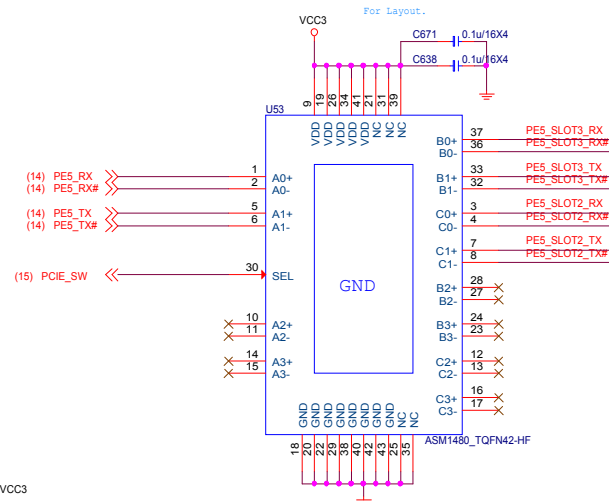 For Layout.
VCC3
C671 0.1u/16X4
C638 0.1u/16X4
9 19 26 34 41 21 31 39
U53
VDD VDD VDD VDD VDD VDD NC NC NC
37 PE5_SLOT3_RX
B0+
36 PE5_SLOT3_RX#
B0-
(14) PE5_RX 1 A0+
33 PE5_SLOT3_TX
B1+
(14) PE5_RX# 2 A0-
32 PE5_SLOT3_TX#
B1-
(14) PE5_TX 5 A1+
3 PE5_SLOT2_RX
C0+
(14) PE5_TX# 6 A1-
4 PE5_SLOT2_RX#
C0-
7 PE5_SLOT2_TX
C1+
8 PE5_SLOT2_TX#
C1-
(15) PCIE_SW 30 SEL
GND
B2+ 28
B2- 27
10 A2+
B3+ 24
11 A2-
B3- 23
14 A3+
C2+ 12
15 A3-
C2- 13
C3+ 16
C3- 17
GND GND GND GND GND GND GND GND NC NC
ASM1480_TQFN42-HF
18 20 22 29 38 40 42 43 25 35
VCC3